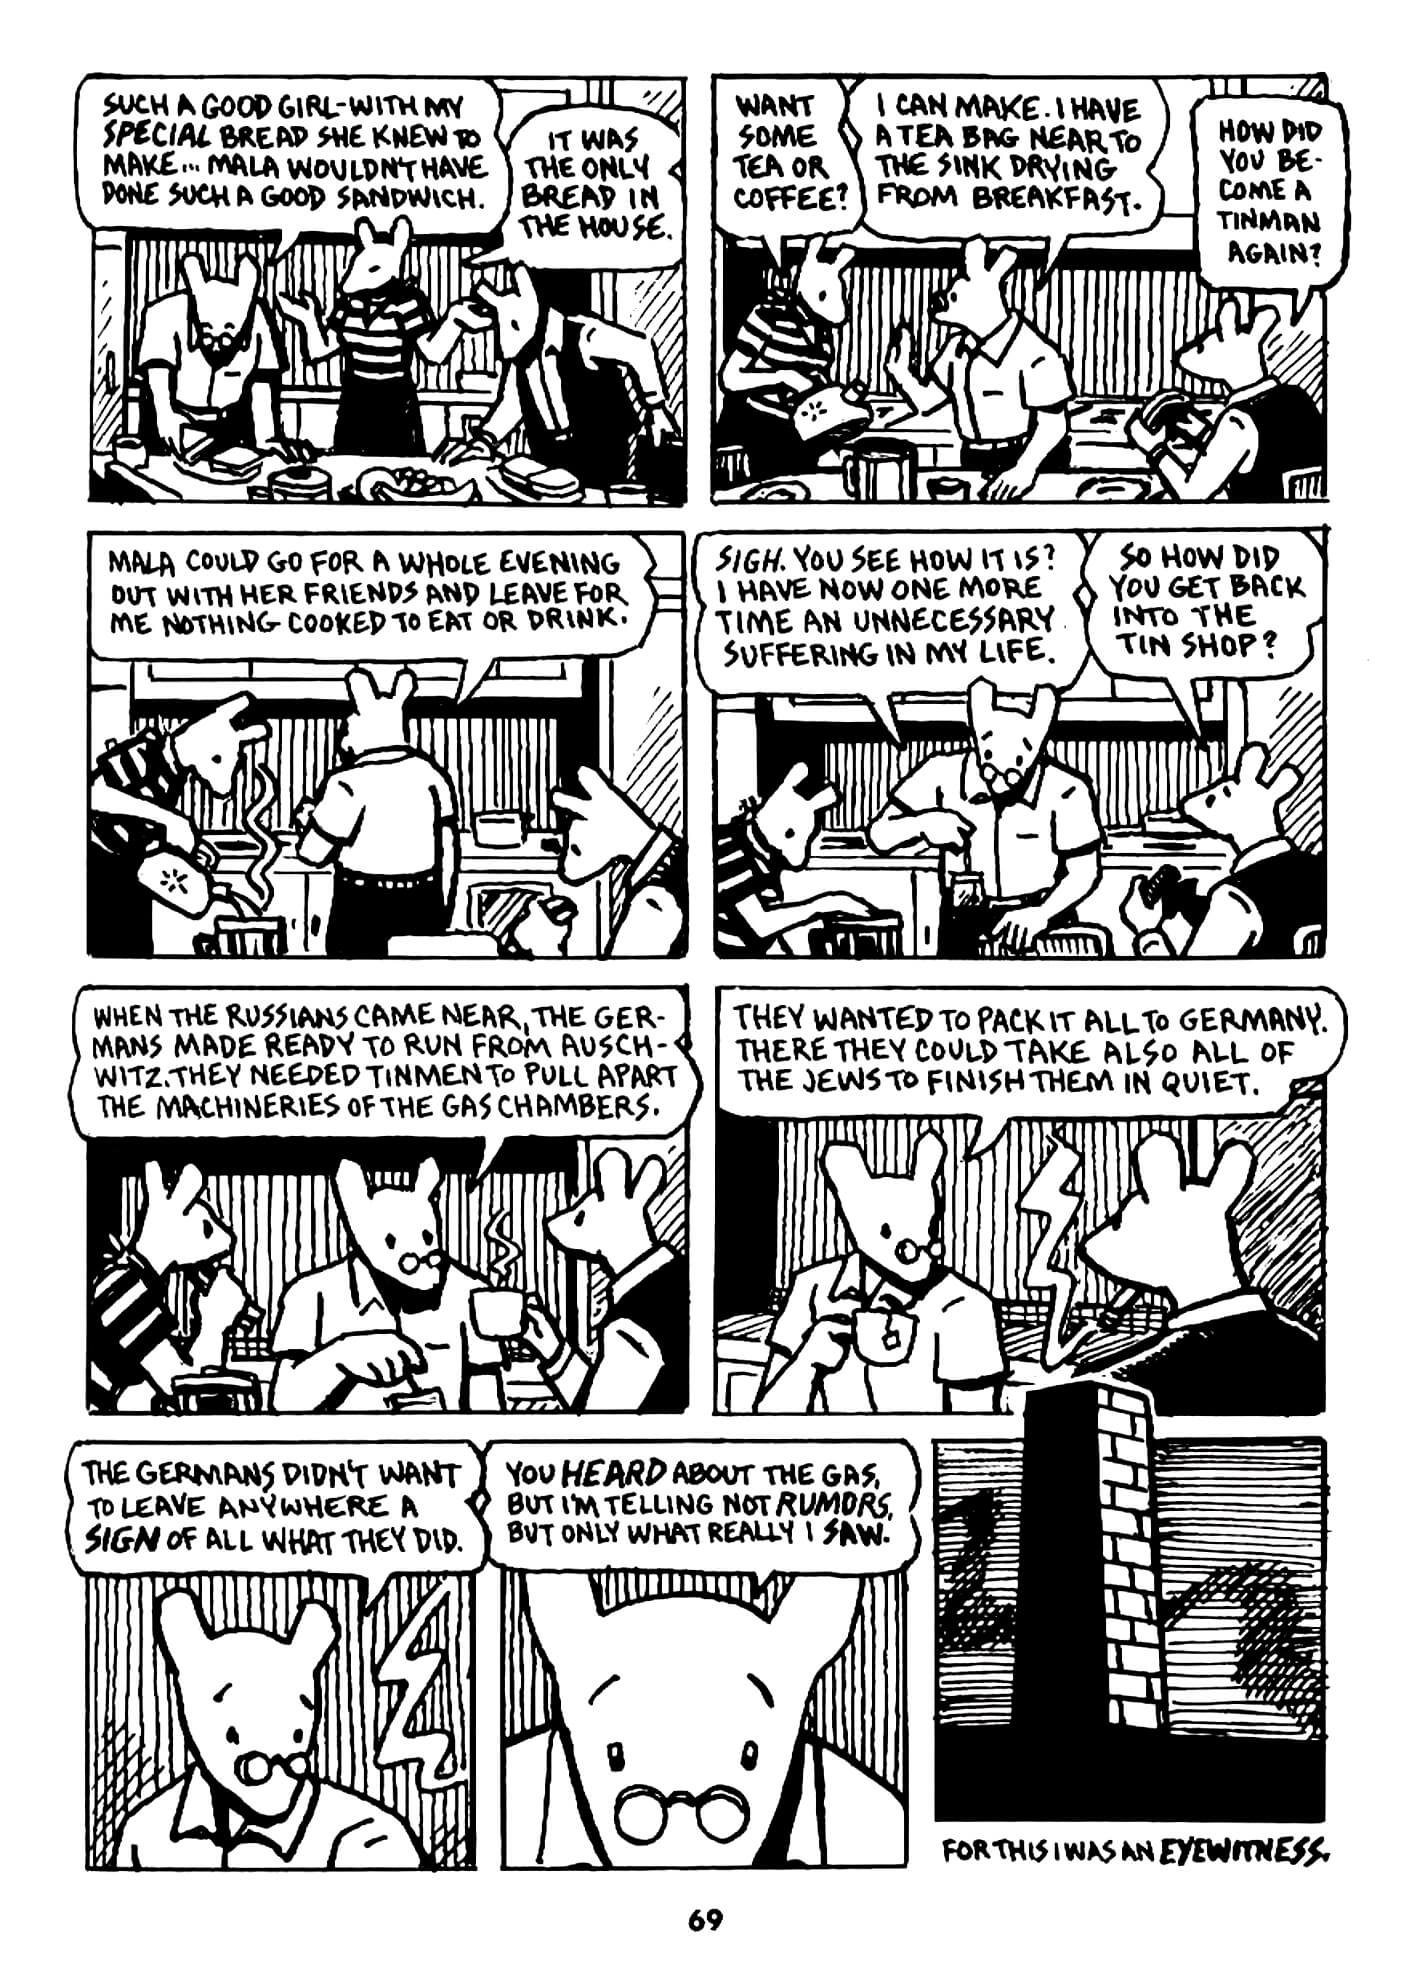 SUCH A GOOD GIRL-WITH MY
SPECIAL BREAD SHE KNEW TO
MAKE... MALA WOULDN'T HAVE
DONE SUCH A GOOD SANDWICH.
IT WAS
THE ONLY
BREAD IN
THE HOUSE.
WANT
SOME
TEA OR
COFFEE?
I CAN MAKE. I HAVE
A TEA BAG NEAR TO
THE SINK DRYING
FROM BREAKFAST.
HOW DID
YOU BE-
COME A
TINMAN
AGAIN?
MALA COULD GO FOR A WHOLE EVENING
OUT WITH HER FRIENDS AND LEAVE FOR
ME NOTHING COOKED TO EAT OR DRINK.
SIGH. YOU SEE HOW IT IS?
I HAVE NOW ONE MORE
TIME AN UNNECESSARY
SUFFERING IN MY LIFE.
SO HOW DID
YOU GET BACK
INTO THE
TIN SHOP?
WHEN THE RUSSIANS CAME NEAR, THE GER-
MANS MADE READY TO RUN FROM AUSCH-
WITZ. THEY NEEDED TINMEN TO PULL APART
THE MACHINERIES OF THE GAS CHAMBERS.
THEY WANTED TO PACK IT ALL TO GERMANY.
THERE THEY COULD TAKE ALSO ALL OF
THE JEWS TO FINISH THEM IN QUIET.
THE GERMANS DIDN'T WANT
TO LEAVE ANYWHERE A
SIGN OF ALL WHAT THEY DID.
YOU HEARD ABOUT THE GAS,
BUT I'M TELLING NOT RUMORS,
BUT ONLY WHAT REALLY I SAW.
FOR THIS I WAS AN EYEWITNESS.
69